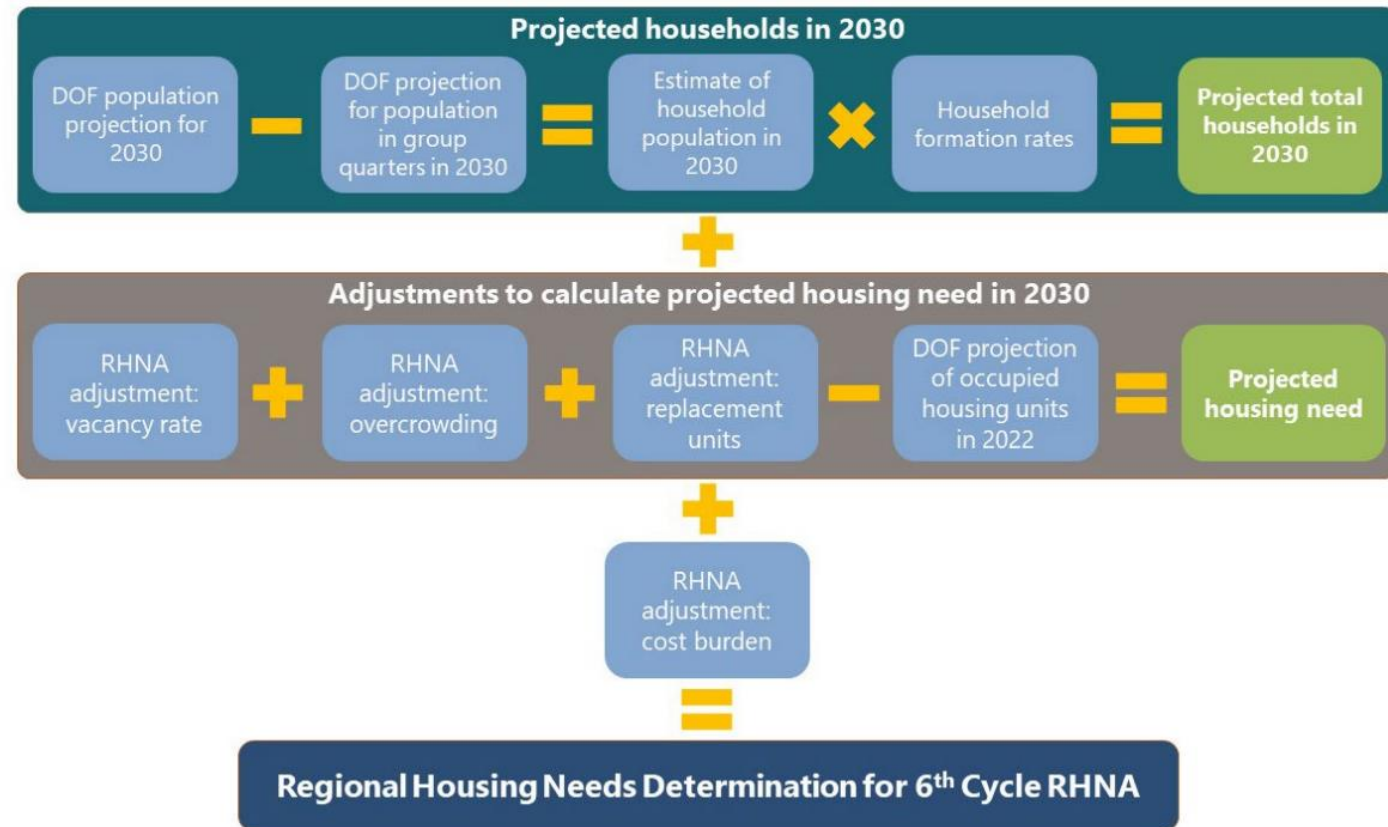 Projected households in 2030
DOF population
projection for
2030
DOF projection
for population
in group
quarters in 2030
Estimate of
household
population in
2030
Household
formation rates
Projected total
households in
2030
Adjustments to calculate projected housing need in 2030
RHNA
adjustment:
vacancy rate
RHNA
adjustment:
overcrowding
RHNA
adjustment:
replacement
units
DOF projection
of occupied
housing units
in 2022
Projected
housing need
RHNA
adjustment:
cost burden
Regional Housing Needs Determination for 6th Cycle RHNA